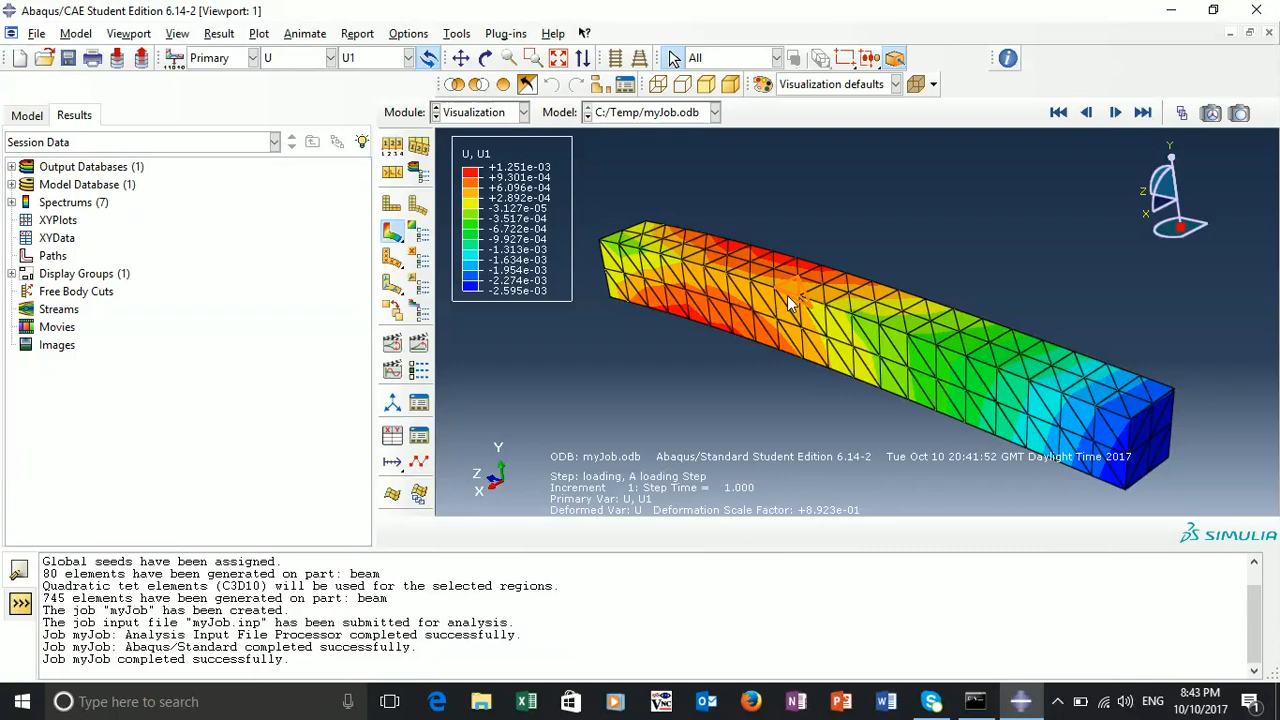 Abaqus/CAE Student Edition 6.14-2 [Viewport: 1]
File Model Viewport View Result Plot Animate Report Options Tools Plug-ins Help
Primary U U1 All
Visualization defaults
Model Results Module: Visualization Model: C:/Temp/myJob.odb
Session Data
Output Databases (1)
Model Database (1)
Spectrums (7)
XYPlots
XYData
Paths
Display Groups (1)
Free Body Cuts
Streams
Movies
Images
U, U1
+1.251e-03
+9.301e-04
+6.096e-04
+2.892e-04
-3.127e-05
-3.517e-04
-6.722e-04
-9.927e-04
-1.313e-03
-1.634e-03
-1.954e-03
-2.274e-03
-2.595e-03
Y
Z
X
Y
Z
X
ODB: myJob.odb Abaqus/Standard Student Edition 6.14-2 Tue Oct 10 20:41:52 GMT Daylight Time 2017
Step: loading, A loading Step
Increment 1: Step Time = 1.000
Primary Var: U, U1
Deformed Var: U Deformation Scale Factor: +8.923e-01
SIMULIA
Global seeds have been assigned.
80 elements have been generated on part: beam
Quadratic tet elements (C3D10) will be used for the selected regions.
745 elements have been generated on part: beam
The job "myJob" has been created.
The job input file "myJob.inp" has been submitted for analysis.
Job myJob: Analysis Input File Processor completed successfully.
Job myJob: Abaqus/Standard completed successfully.
Job myJob completed successfully.
Type here to search
ENG
8:43 PM
10/10/2017